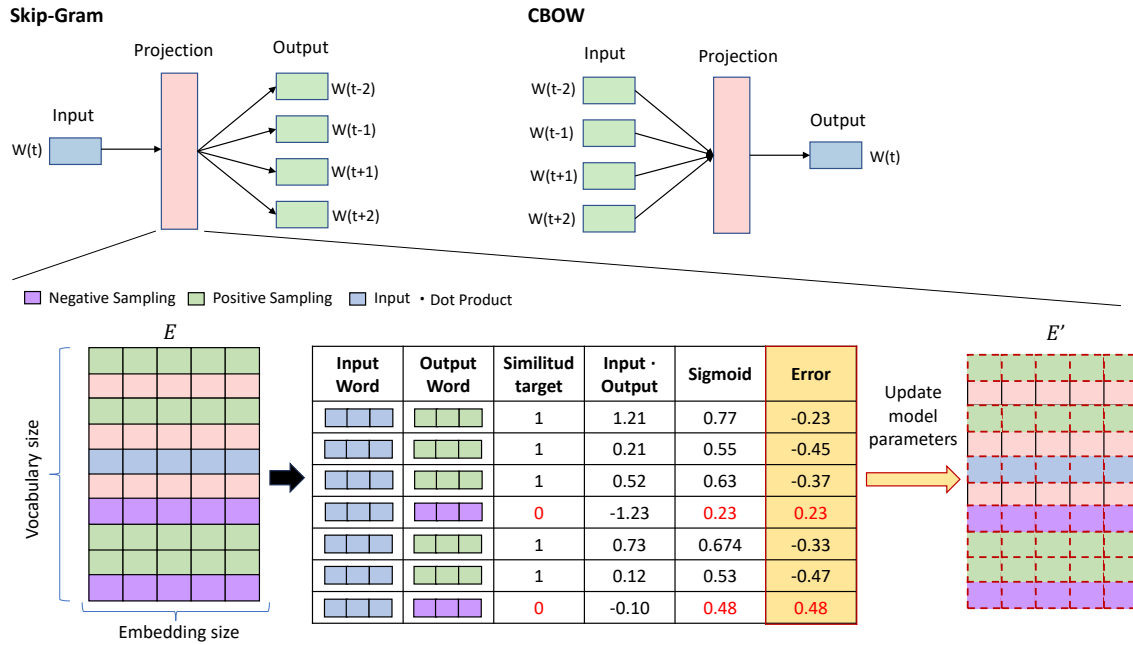 Skip-Gram
CBOW
Projection
Output
Input
W(t)
W(t-2)
W(t-1)
W(t+1)
W(t+2)
Input
Projection
Output
W(t-2)
W(t-1)
W(t+1)
W(t+2)
W(t)
Negative Sampling
Positive Sampling
Input
· Dot Product
E
Vocabulary size
Embedding size
Input Word | Output Word | Similitud target | Input · Output | Sigmoid | Error
1 | 1.21 | 0.77 | -0.23
1 | 0.21 | 0.55 | -0.45
1 | 0.52 | 0.63 | -0.37
0 | -1.23 | 0.23 | 0.23
1 | 0.73 | 0.674 | -0.33
1 | 0.12 | 0.53 | -0.47
0 | -0.10 | 0.48 | 0.48
Update
model
parameters
E'